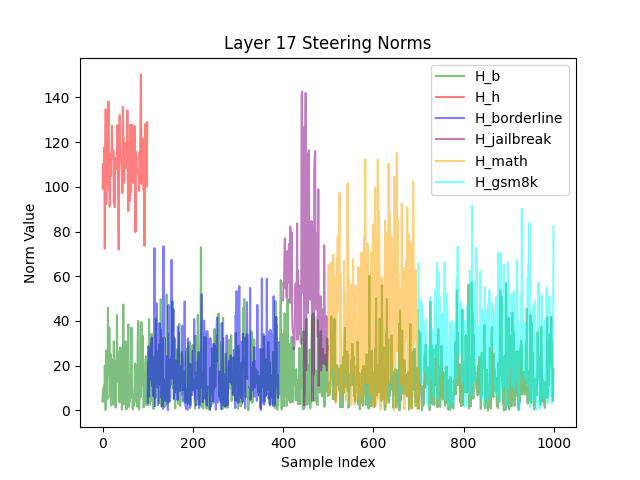 Layer 17 Steering Norms
H_b
H_h
H_borderline
H_jailbreak
H_math
H_gsm8k
Norm Value
140
120
100
80
60
40
20
0
0
200
400
600
800
1000
Sample Index